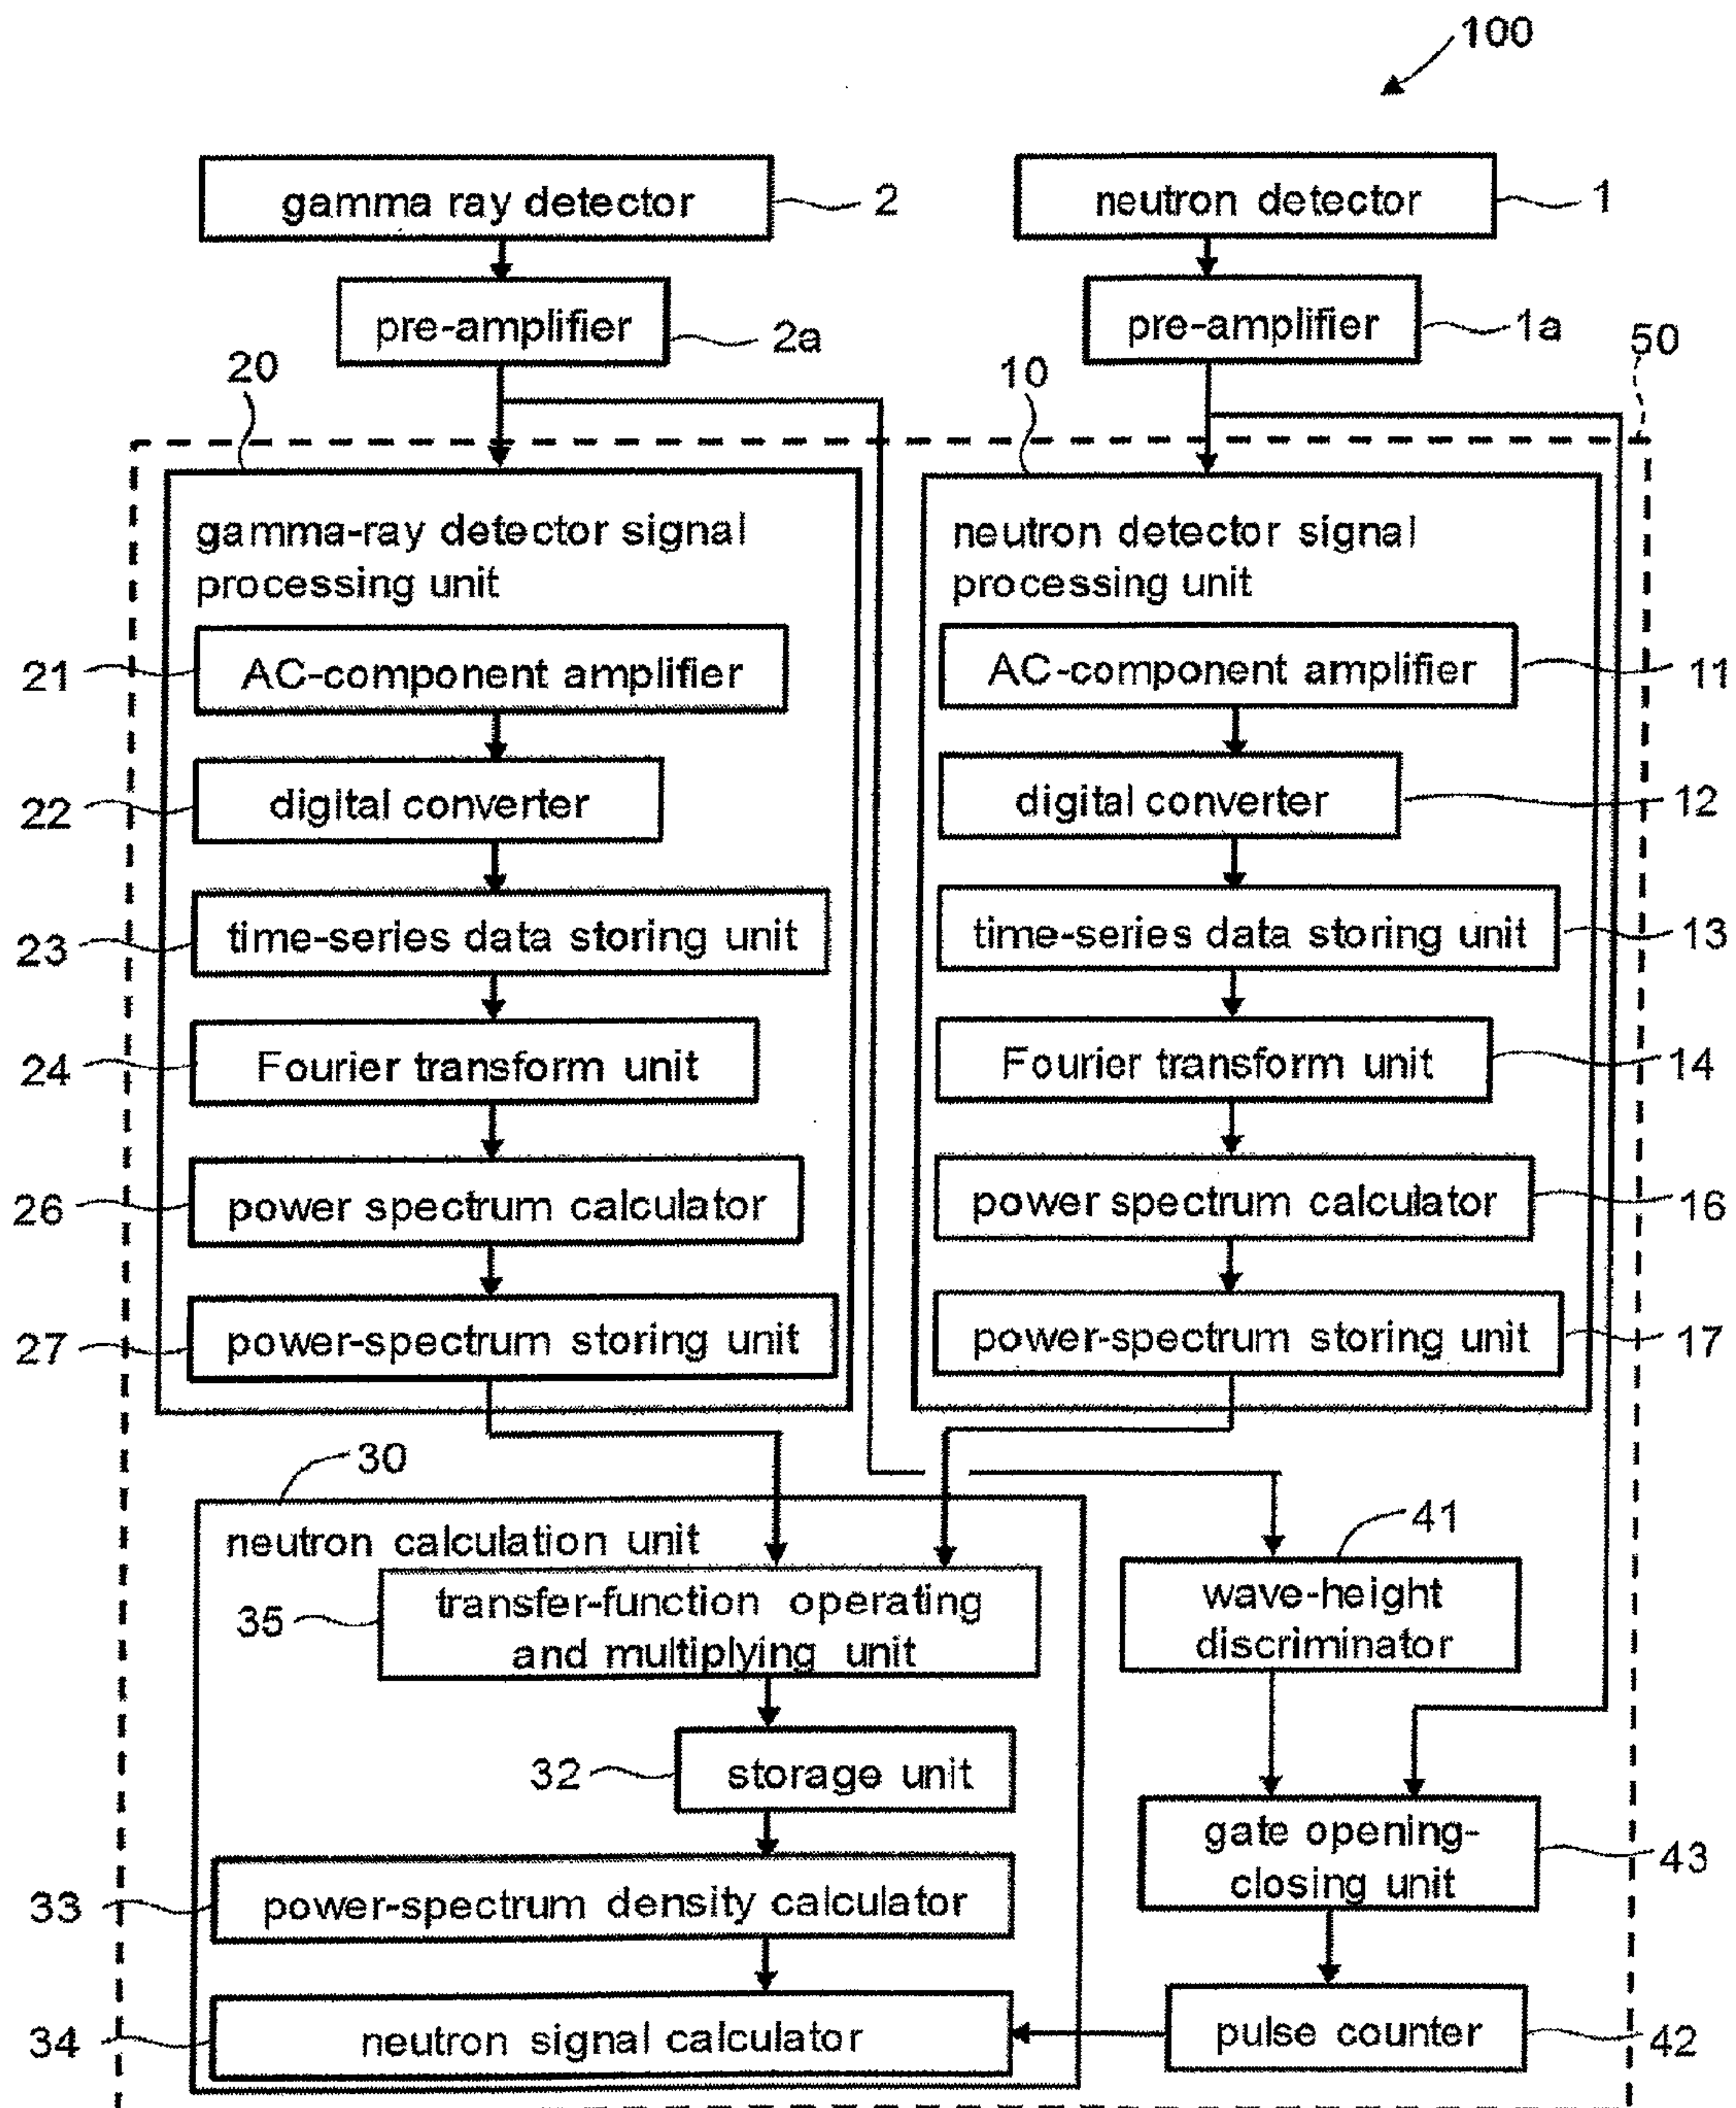 100
gamma ray detector
2
neutron detector
1
pre-amplifier
2a
pre-amplifier
1a
50
20
10
gamma-ray detector signal
processing unit
21
AC-component amplifier
22
digital converter
23
time-series data storing unit
24
Fourier transform unit
26
power spectrum calculator
27
power-spectrum storing unit
neutron detector signal
processing unit
AC-component amplifier
11
digital converter
12
time-series data storing unit
13
Fourier transform unit
14
power spectrum calculator
16
power-spectrum storing unit
17
30
neutron calculation unit
35
transfer-function operating
and multiplying unit
32
storage unit
33
power-spectrum density calculator
34
neutron signal calculator
41
wave-height
discriminator
gate opening-
closing unit
43
pulse counter
42